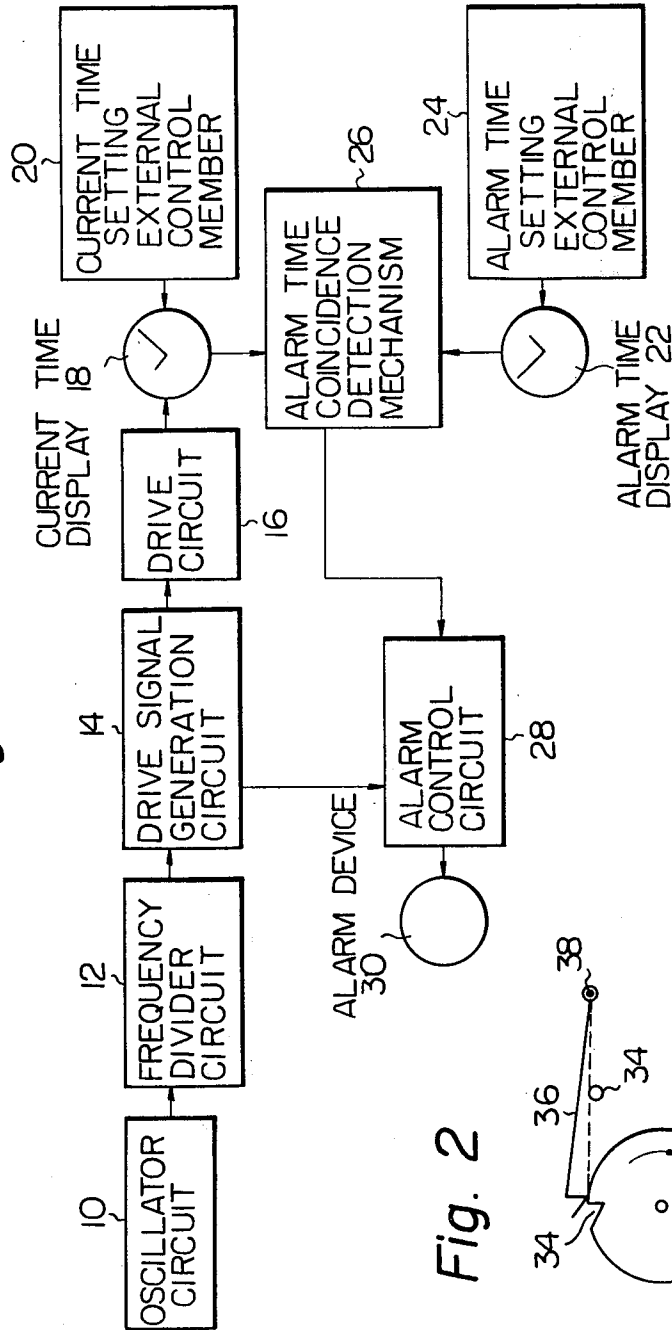 10
OSCILLATOR
CIRCUIT
12
FREQUENCY
DIVIDER
CIRCUIT
14
DRIVE SIGNAL
GENERATION
CIRCUIT
DRIVE
CIRCUIT
16
CURRENT TIME
DISPLAY 18
20
CURRENT TIME
SETTING
EXTERNAL
CONTROL
MEMBER
26
ALARM TIME
COINCIDENCE
DETECTION
MECHANISM
24
ALARM TIME
SETTING
EXTERNAL
CONTROL
MEMBER
ALARM TIME
DISPLAY 22
ALARM DEVICE
30
ALARM
CONTROL
CIRCUIT
28
Fig. 2
34
36
34
38